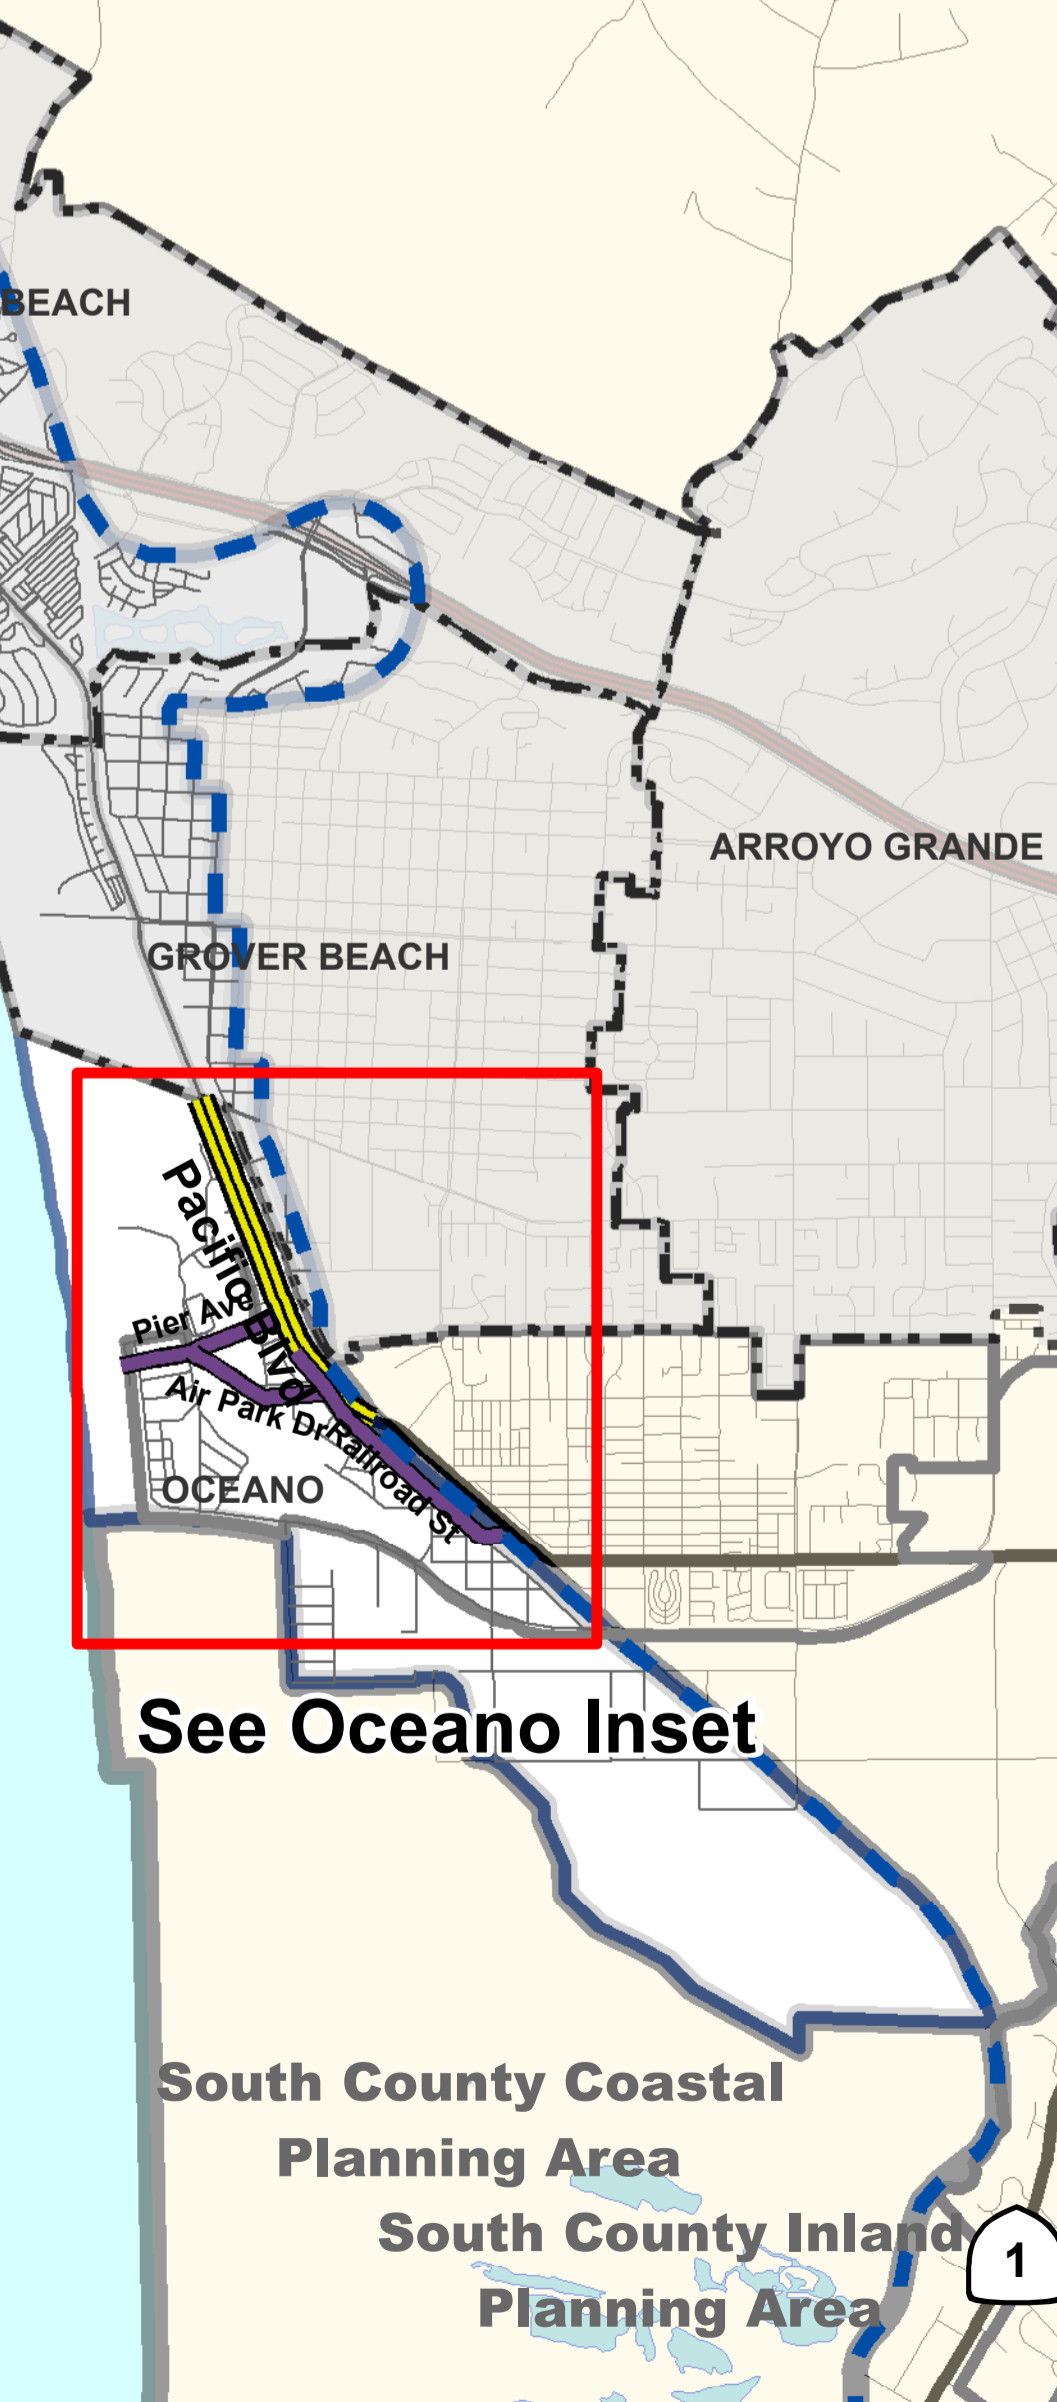 BEACH
ARROYO GRANDE
GROVER BEACH
Pacific Blvd
Pier Ave
Air Park Dr
Railroad St
OCEANO
See Oceano Inset
South County Coastal
Planning Area
South County Inland
Planning Area
1